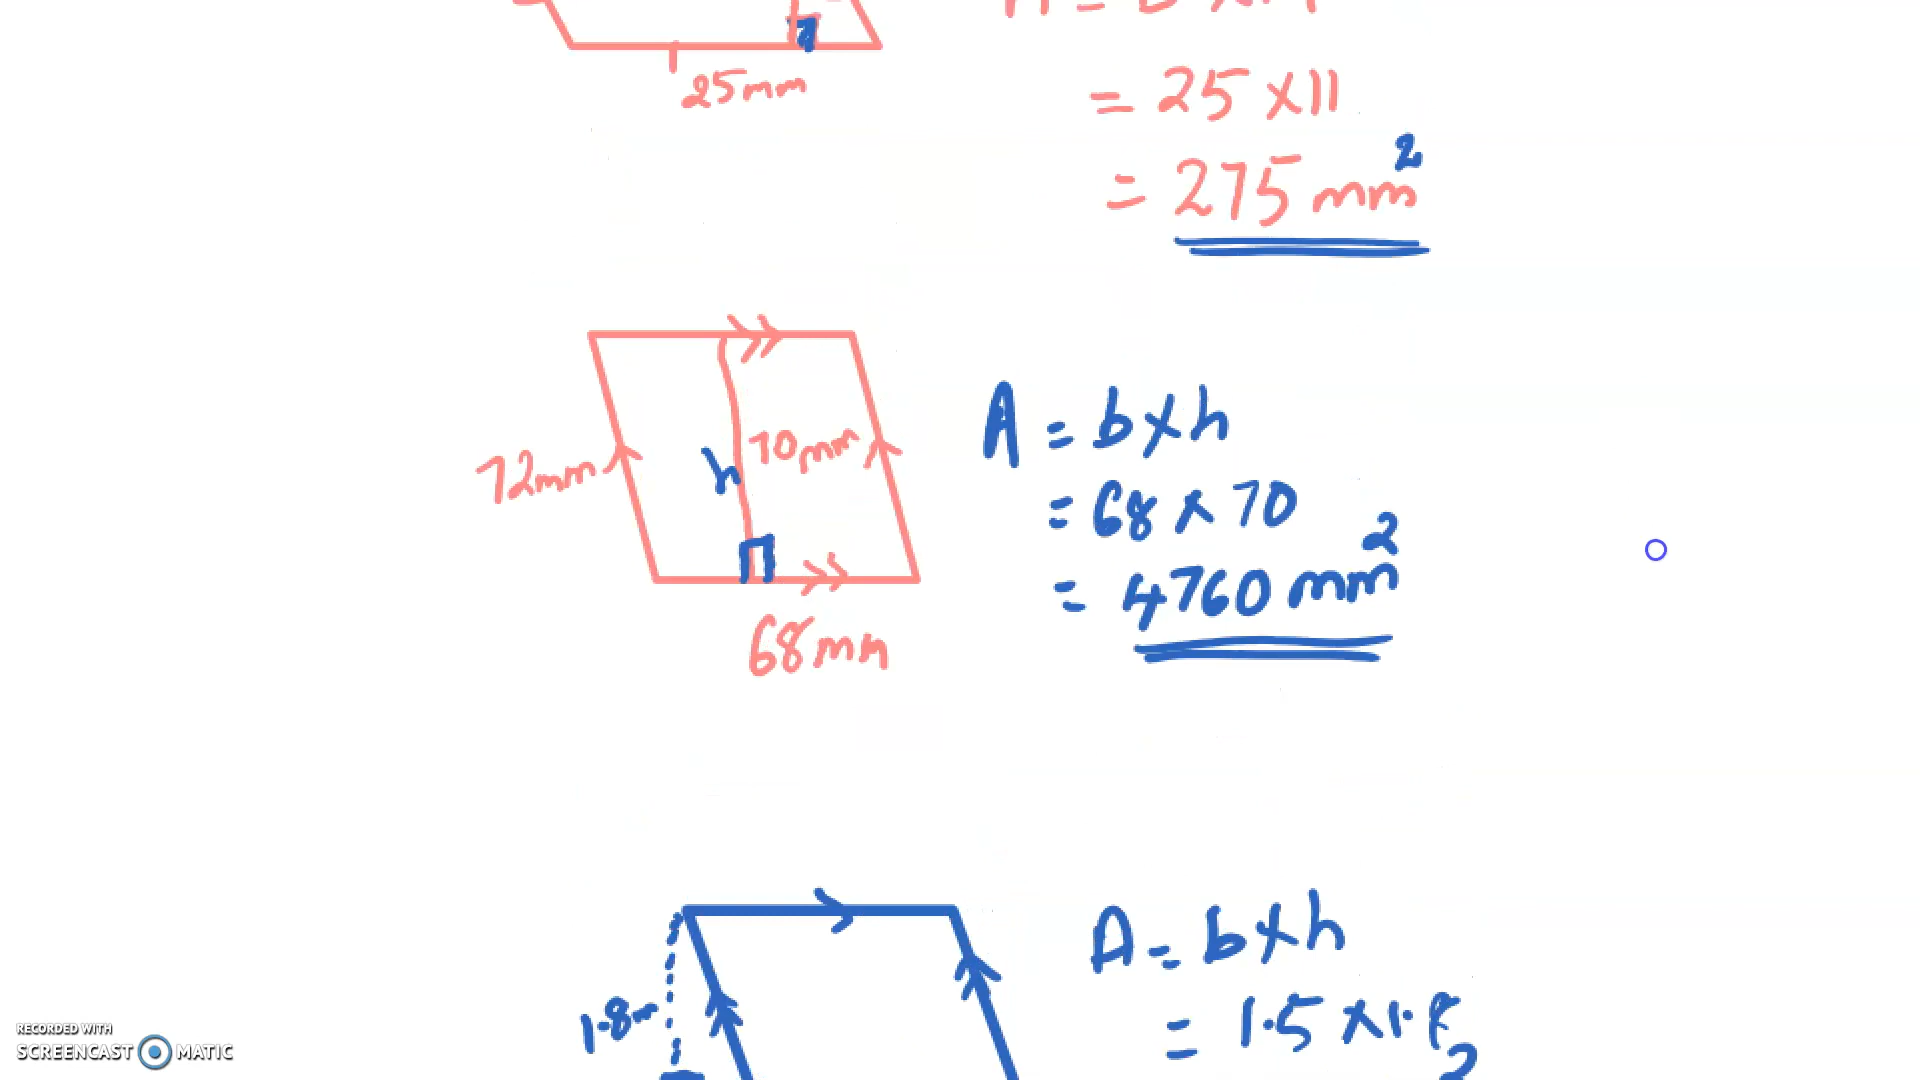 25mm
= 25 x 11
= 275 mm²
72mm
h
70mm
68mm
A = b x h
= 68 x 70
= 4760 mm²
1.8m
A = b x h
= 1.5 x 1.8
RECORDED WITH
SCREENCAST MATIC